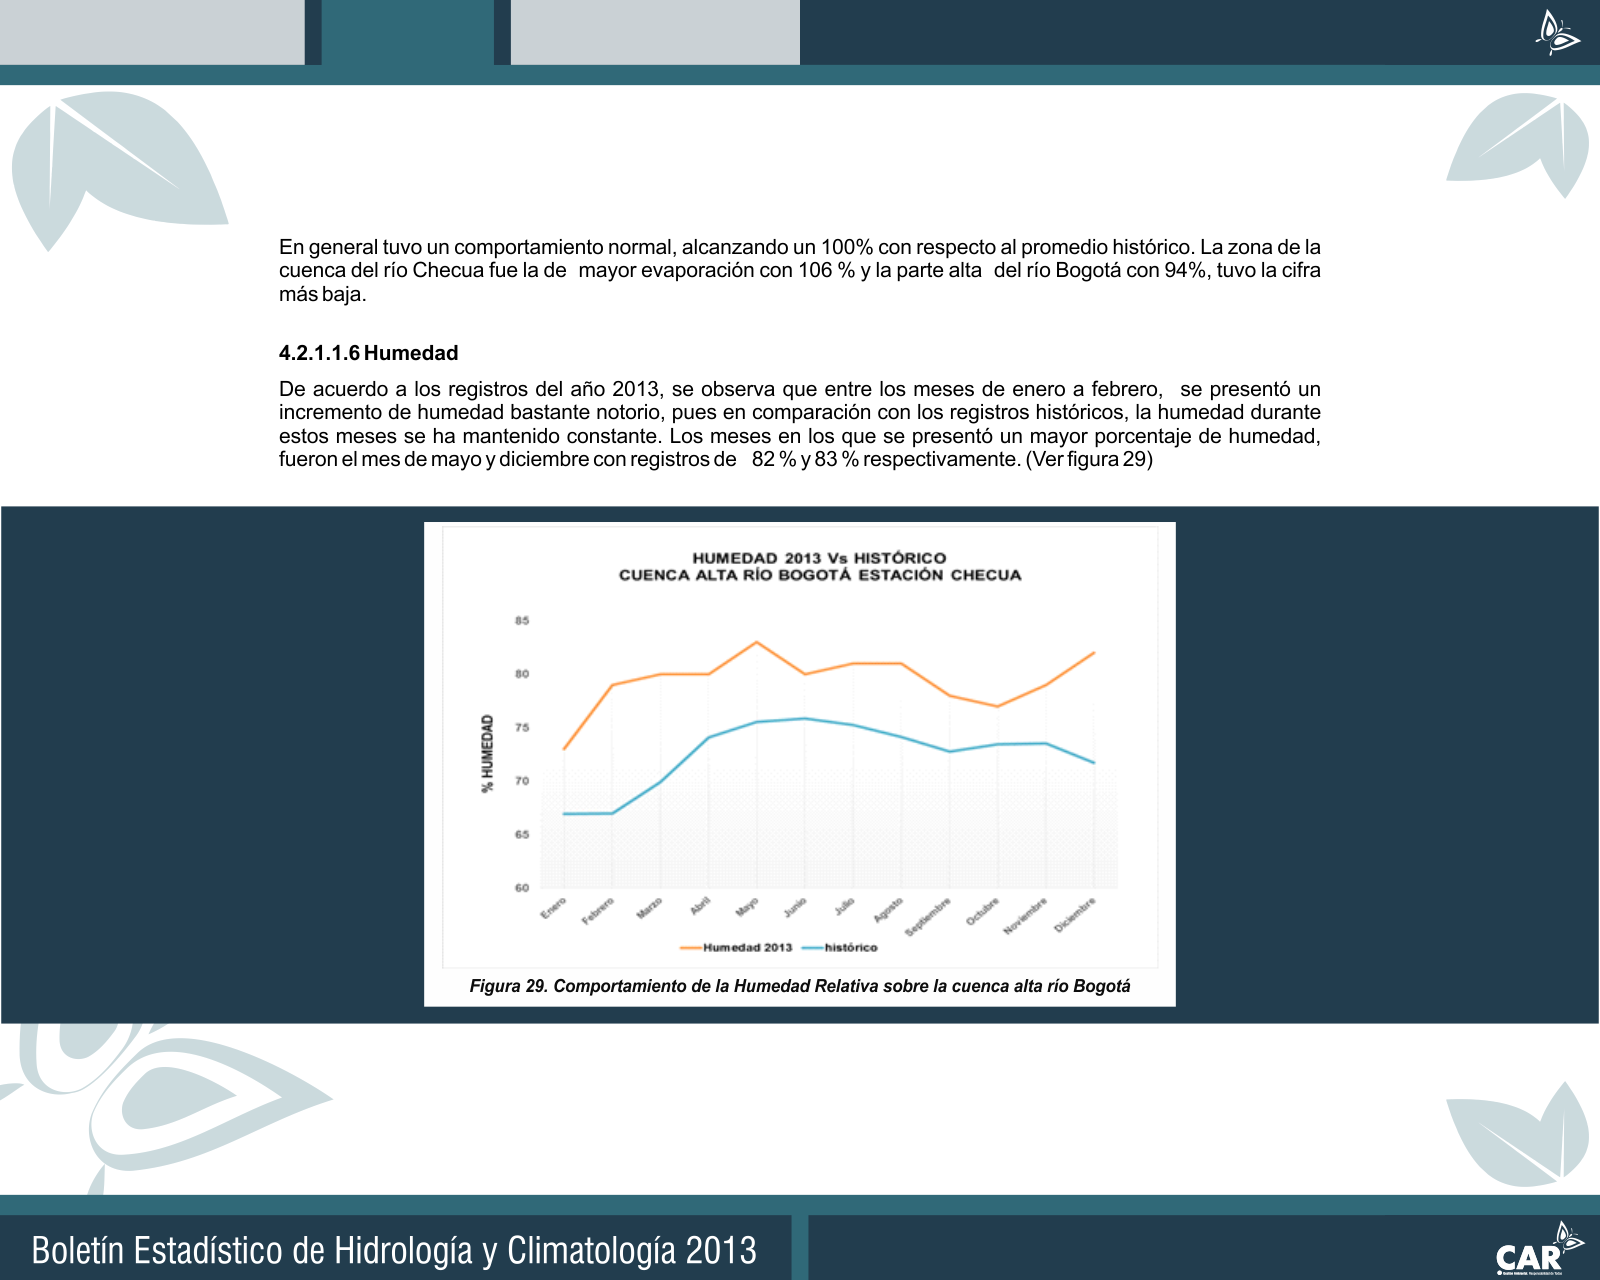 En general tuvo un comportamiento normal, alcanzando un 100% con respecto al promedio histórico. La zona de la
cuenca del río Checua fue la de mayor evaporación con 106 % y la parte alta del río Bogotá con 94%, tuvo la cifra
más baja.
4.2.1.1.6 Humedad
De acuerdo a los registros del año 2013, se observa que entre los meses de enero a febrero, se presentó un
incremento de humedad bastante notorio, pues en comparación con los registros históricos, la humedad durante
estos meses se ha mantenido constante. Los meses en los que se presentó un mayor porcentaje de humedad,
fueron el mes de mayo y diciembre con registros de 82 % y 83 % respectivamente. (Ver figura 29)
HUMEDAD 2013 Vs HISTÓRICO
CUENCA ALTA RÍO BOGOTÁ ESTACIÓN CHECUA
% HUMEDAD
85
80
75
70
65
60
Enero
Febrero
Marzo
Abril
Mayo
Junio
Julio
Agosto
Septiembre
Octubre
Noviembre
Diciembre
Humedad 2013
histórico
Figura 29. Comportamiento de la Humedad Relativa sobre la cuenca alta río Bogotá
Boletín Estadístico de Hidrología y Climatología 2013
CAR